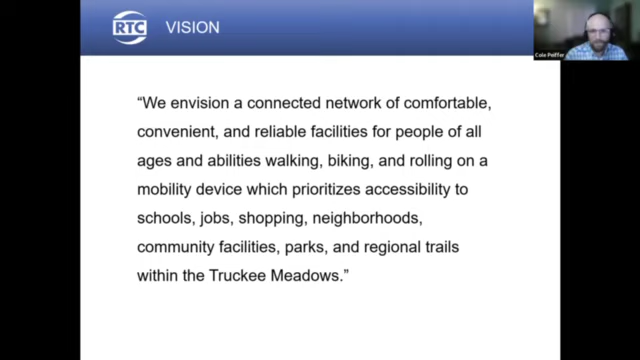 RTC VISION
“We envision a connected network of comfortable,
convenient, and reliable facilities for people of all
ages and abilities walking, biking, and rolling on a
mobility device which prioritizes accessibility to
schools, jobs, shopping, neighborhoods,
community facilities, parks, and regional trails
within the Truckee Meadows.”
Cole Peiffer